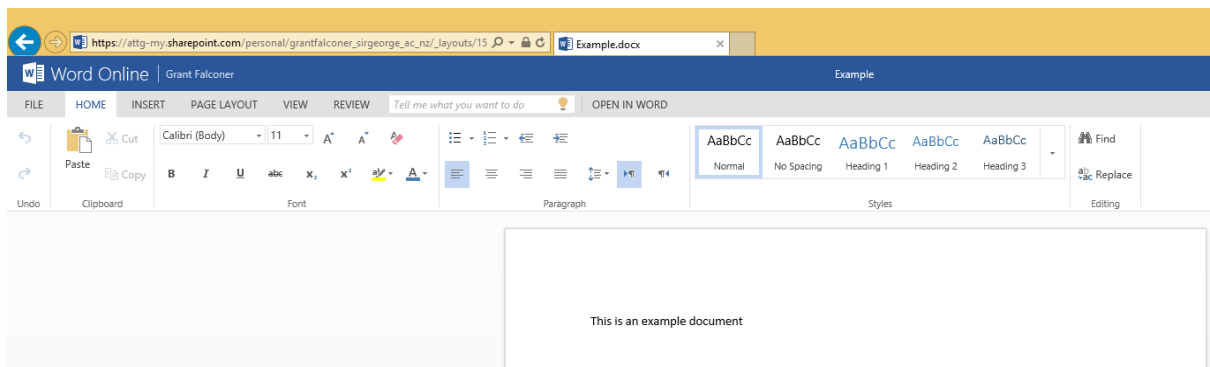 https://attg-my.sharepoint.com/personal/grantfalconer_sirgeorge_ac_nz/_layouts/15 Example.docx
Word Online | Grant Falconer Example
FILE HOME INSERT PAGE LAYOUT VIEW REVIEW Tell me what you want to do OPEN IN WORD
Cut Calibri (Body) 11 A A AaBbCc AaBbCc AaBbCc AaBbCc AaBbCc Find
Paste Copy B I U abc x₂ x² A Normal No Spacing Heading 1 Heading 2 Heading 3 Replace
Undo Clipboard Font Paragraph Styles Editing
This is an example document